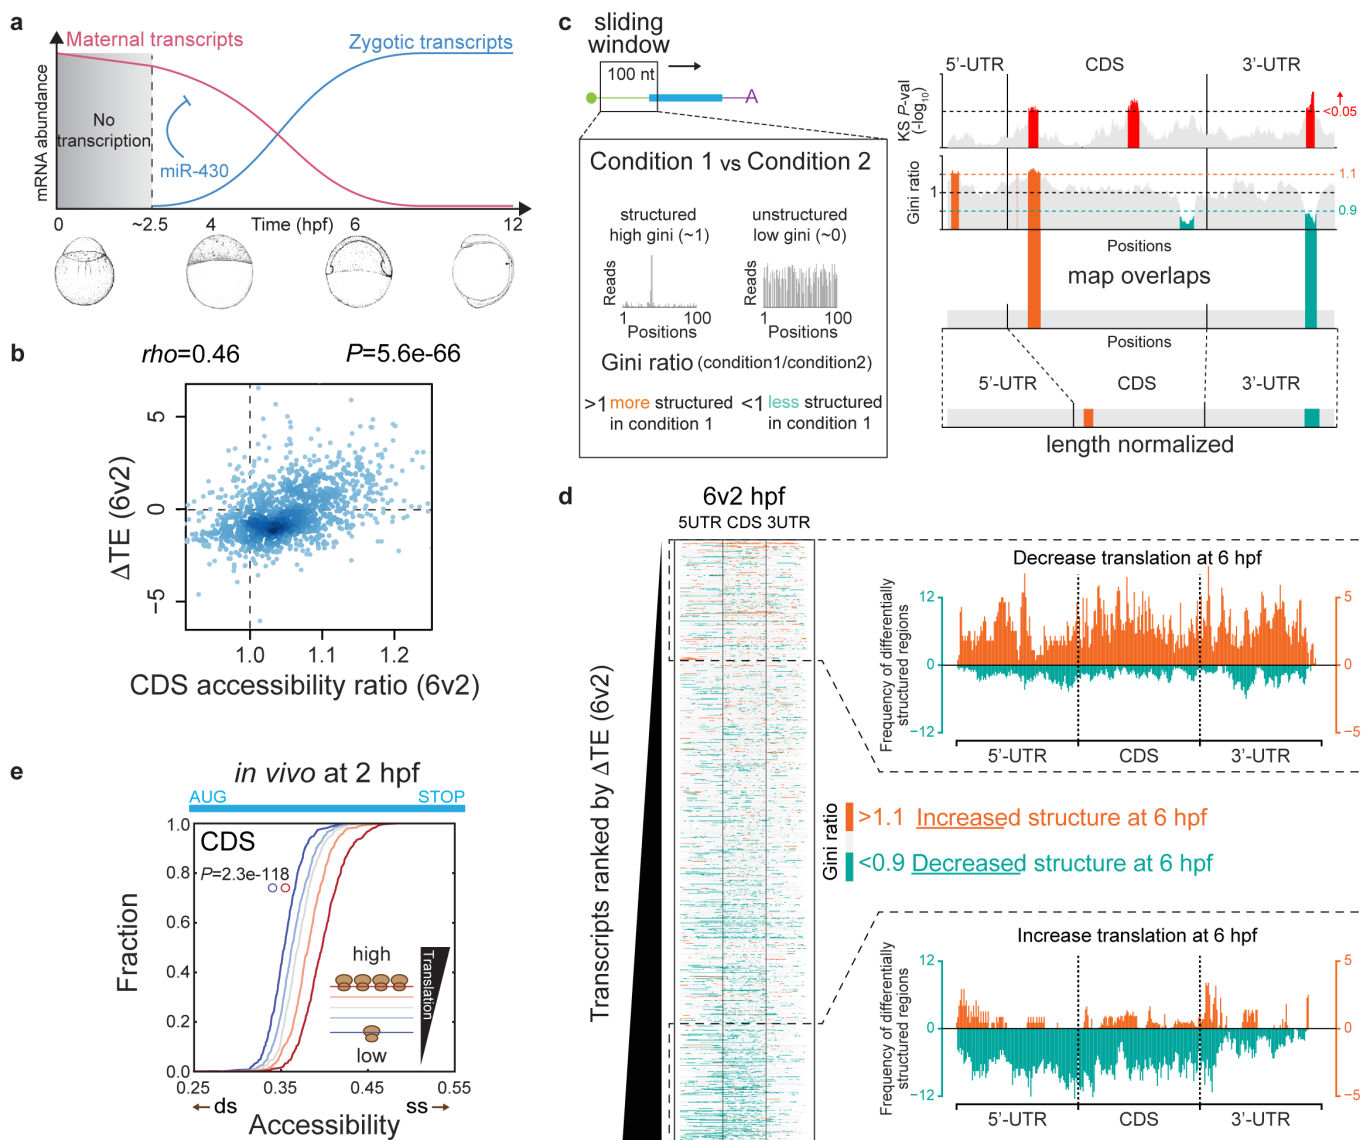 a
Maternal transcripts
Zygotic transcripts
mRNA abundance
No
transcription
miR-430
0
~2.5
4
Time (hpf)
6
12
b
rho=0.46
P=5.6e-66
ΔTE (6v2)
5
0
−5
1.0
1.1
1.2
CDS accessibility ratio (6v2)
c
sliding
window
100 nt
A
Condition 1 vs Condition 2
structured
high gini (~1)
unstructured
low gini (~0)
Reads
1
100
Positions
Reads
1
100
Positions
Gini ratio (condition1/condition2)
>1 more structured
in condition 1
<1 less structured
in condition 1
5’-UTR
CDS
3’-UTR
KS P-val
(-log10)
<0.05
Gini ratio
1
1.1
0.9
Positions
map overlaps
Positions
5’-UTR
CDS
3’-UTR
length normalized
d
6v2 hpf
5UTR CDS 3UTR
Transcripts ranked by ΔTE (6v2)
Decrease translation at 6 hpf
Frequency of differentially
structured regions
12
0
−12
5
0
−5
5’-UTR
CDS
3’-UTR
Gini ratio
>1.1 Increased structure at 6 hpf
<0.9 Decreased structure at 6 hpf
Increase translation at 6 hpf
Frequency of differentially
structured regions
12
0
−12
5
0
−5
5’-UTR
CDS
3’-UTR
e
in vivo at 2 hpf
AUG
STOP
CDS
P=2.3e-118
Fraction
1.0
0.8
0.6
0.4
0.2
0.0
high
low
Translation
0.25
0.35
0.45
0.55
ds
ss
Accessibility